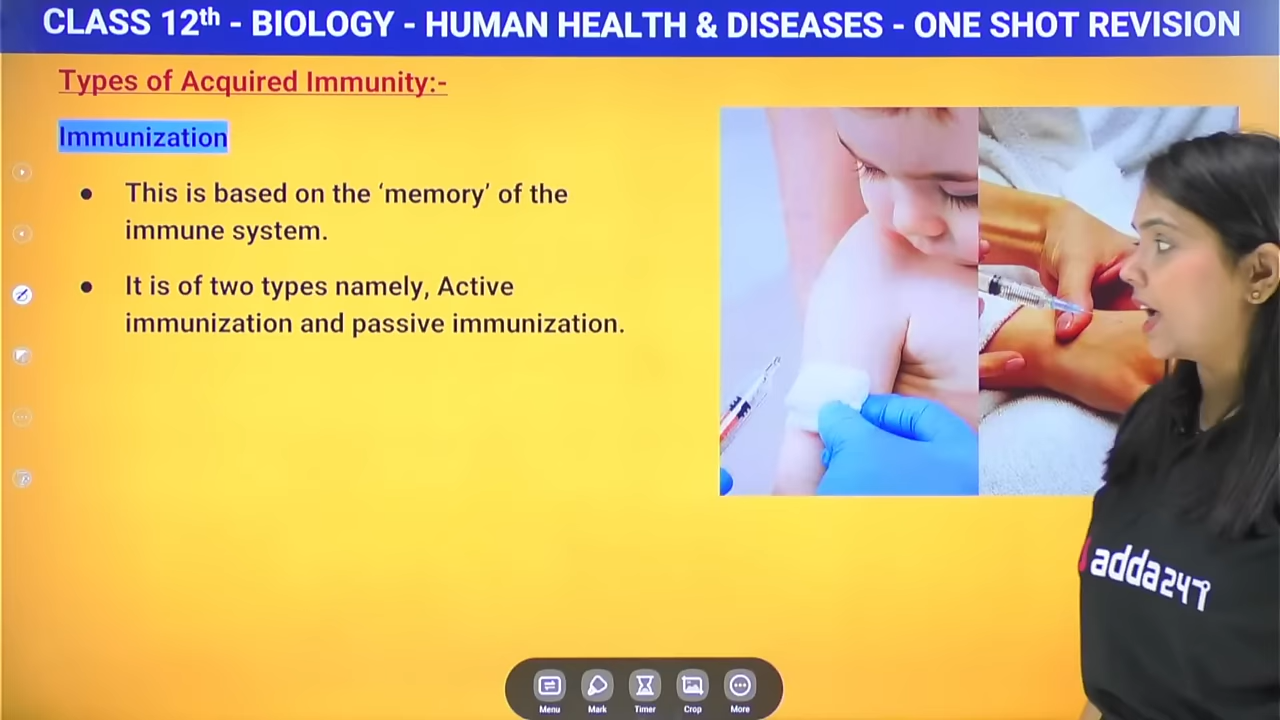 CLASS 12th - BIOLOGY - HUMAN HEALTH & DISEASES - ONE SHOT REVISION
Types of Acquired Immunity:-
Immunization
● This is based on the ‘memory’ of the
immune system.
● It is of two types namely, Active
immunization and passive immunization.
adda247
Menu
Mark
Timer
Crop
More